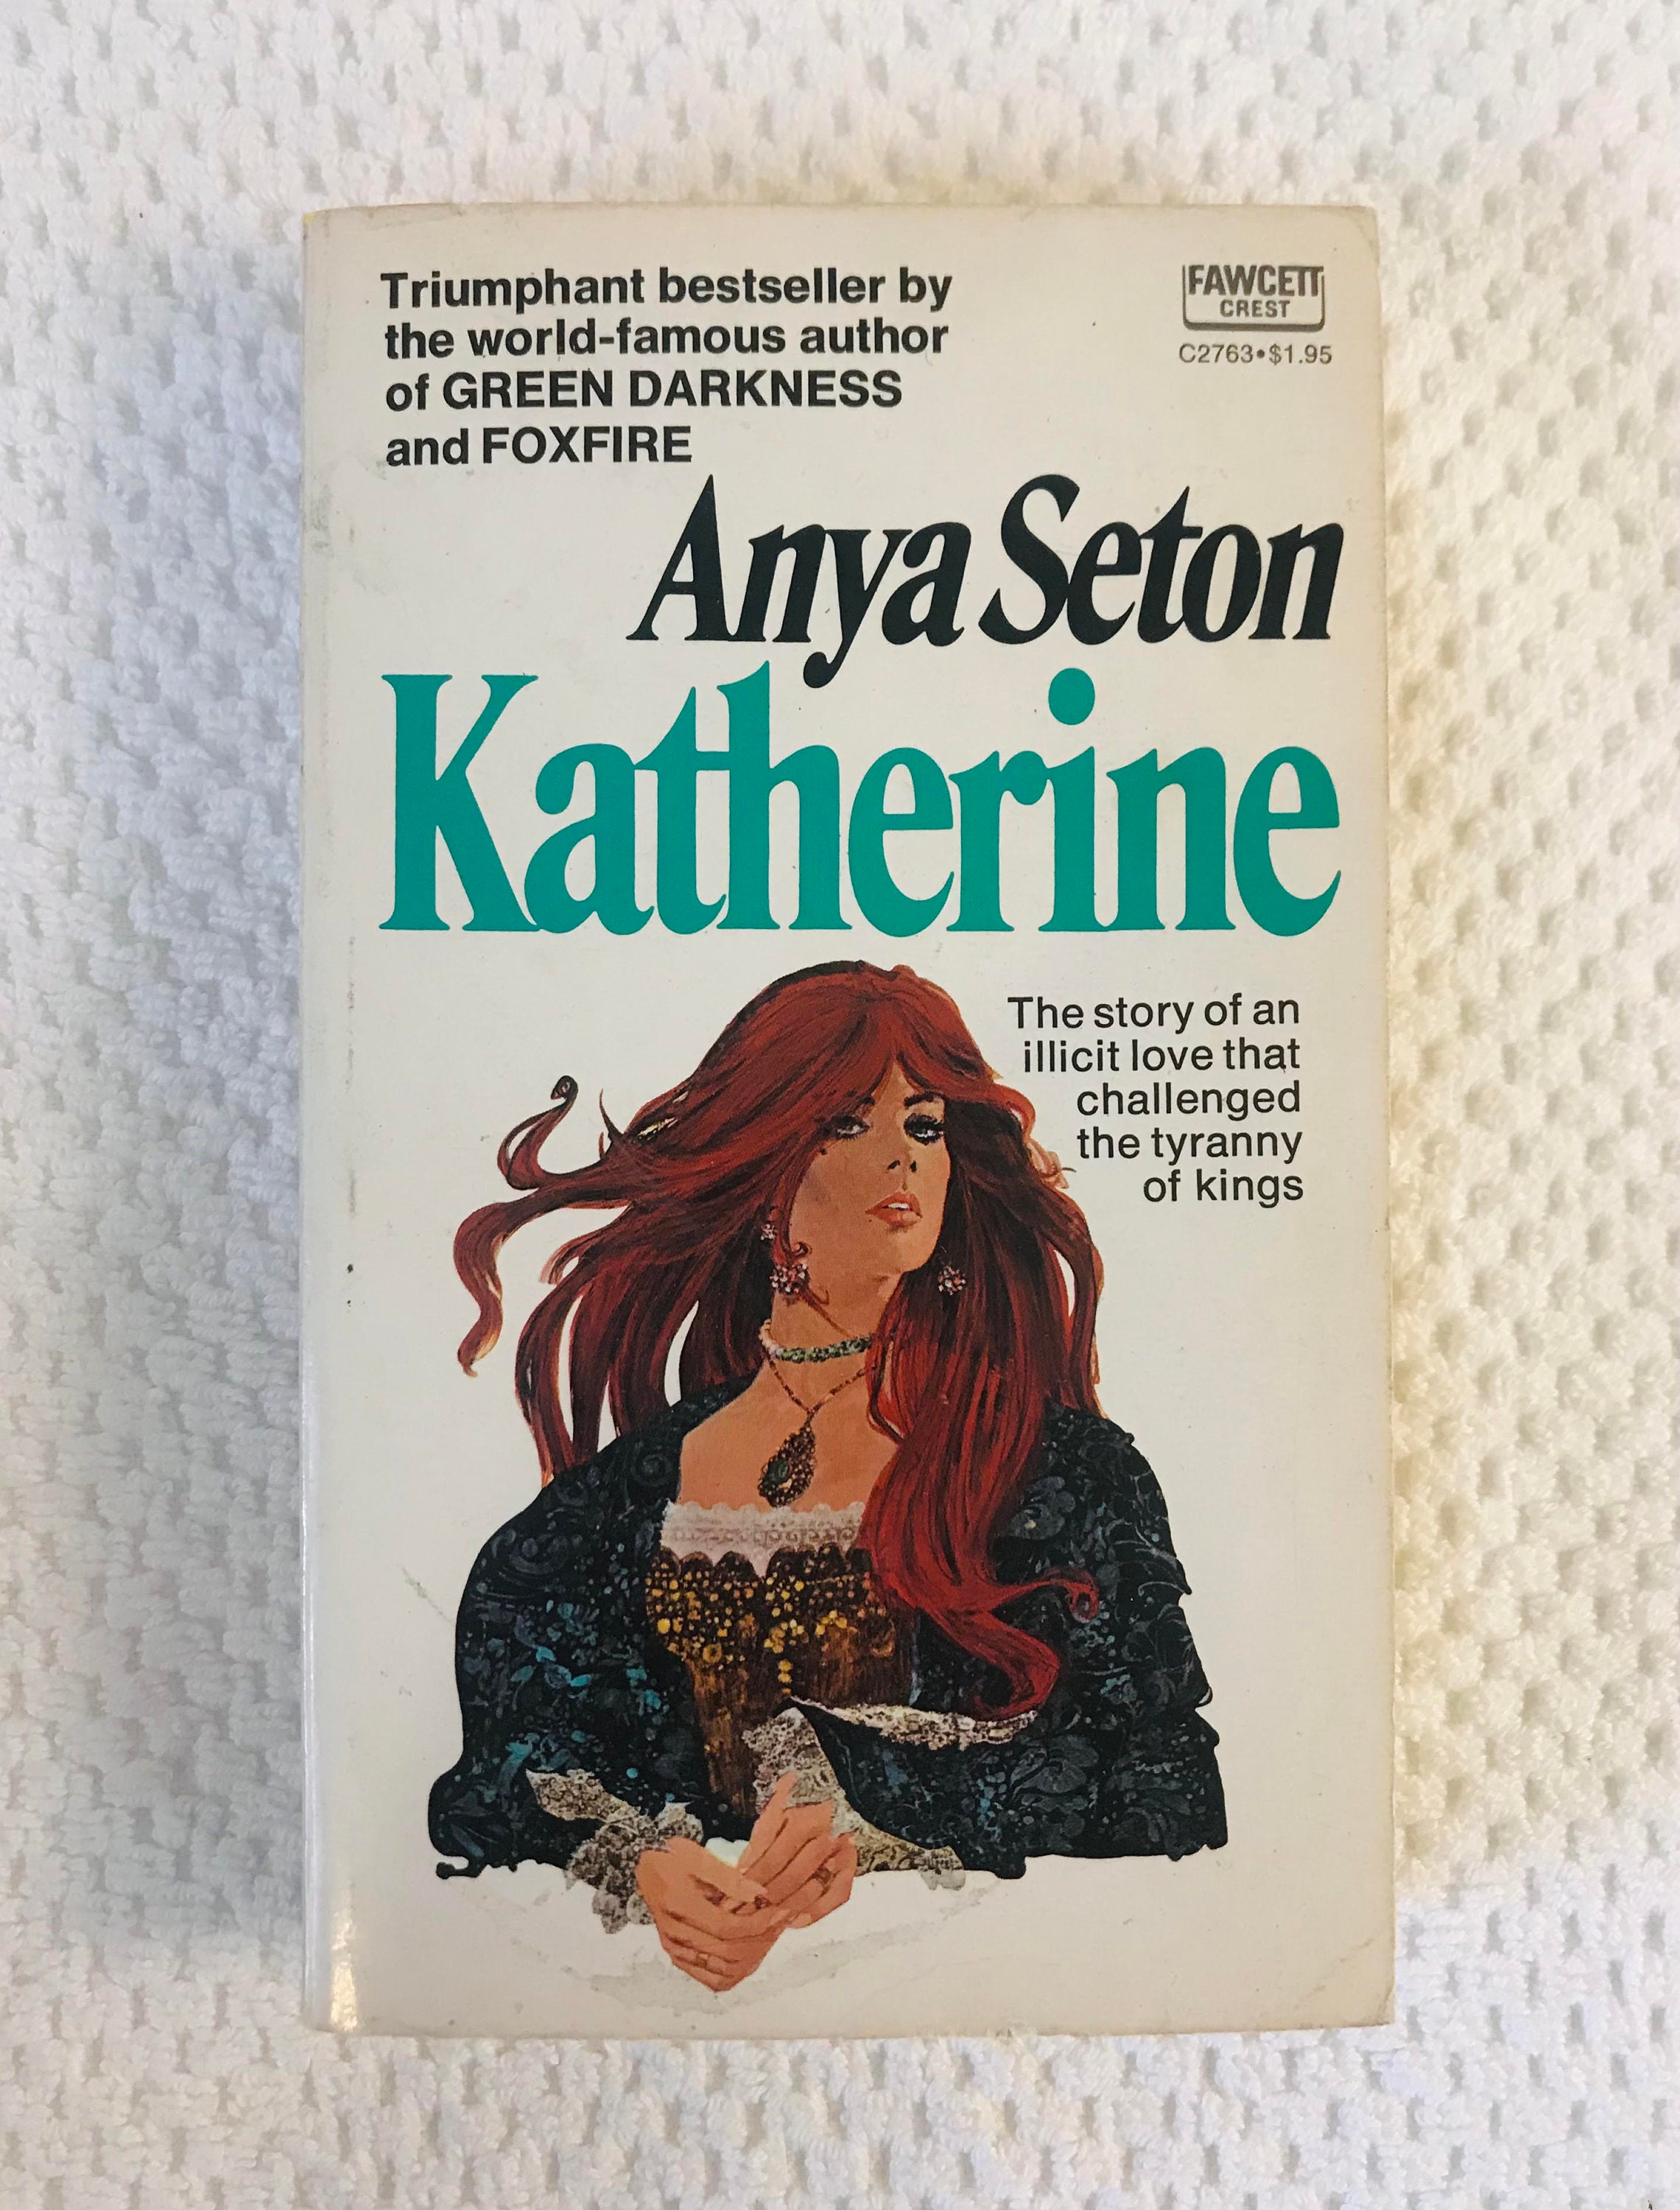 Triumphant bestseller by
the world-famous author
of GREEN DARKNESS
and FOXFIRE
FAWCETT
CREST
C2763•$1.95
Anya Seton
Katherine
The story of an
illicit love that
challenged
the tyranny
of kings